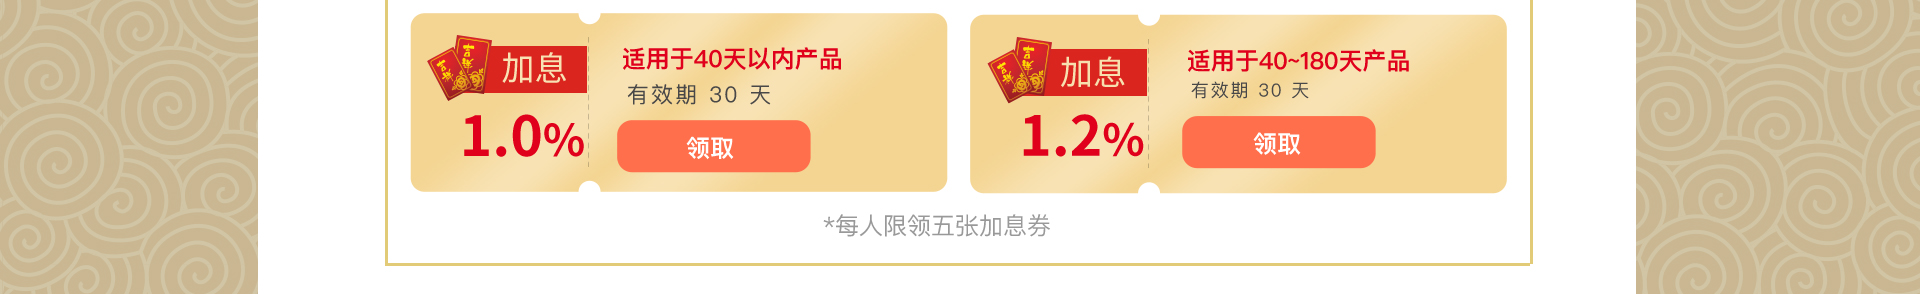 加息
1.0%
适用于40天以内产品
有效期 30 天
领取
加息
1.2%
适用于40~180天产品
有效期 30 天
领取
*每人限领五张加息券